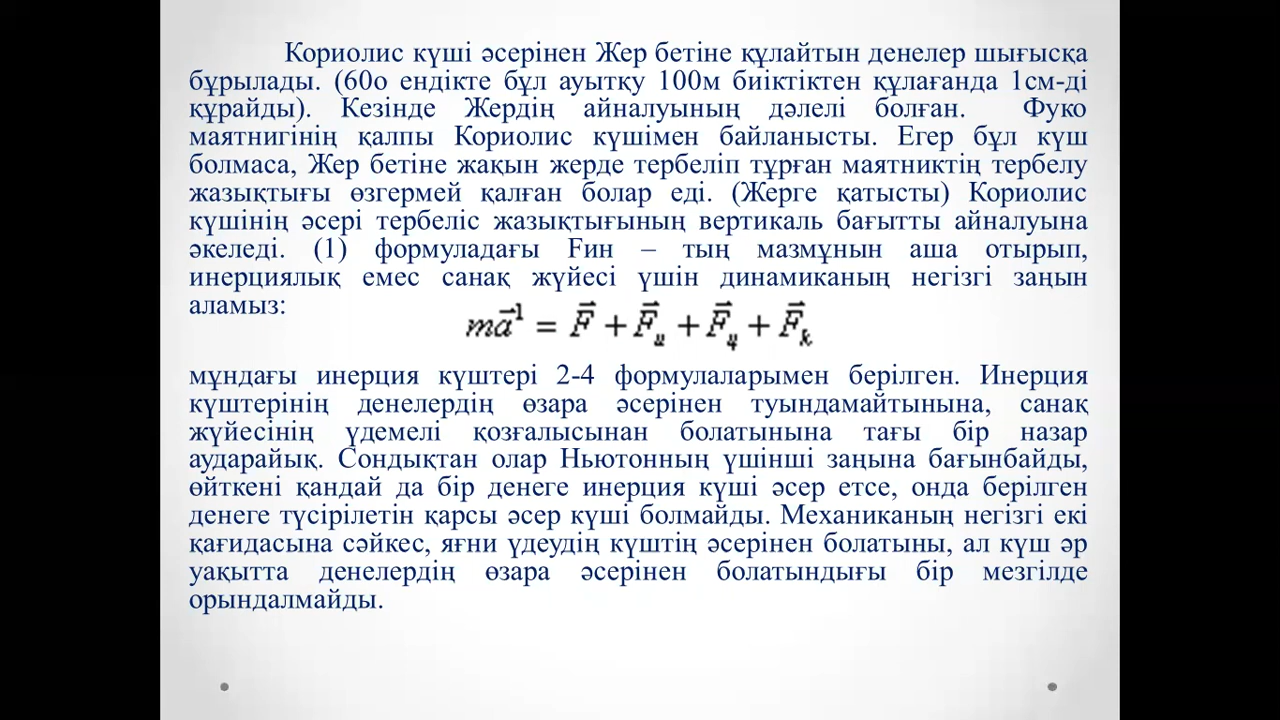 Кориолис күші әсерінен Жер бетіне құлайтын денелер шығысқа
бұрылады. (60о ендікте бұл ауытқу 100м биіктіктен құлағанда 1см-ді
құрайды). Кезінде Жердің айналуының дәлелі болған. Фуко
маятнигінің қалпы Кориолис күшімен байланысты. Егер бұл күш
болмаса, Жер бетіне жақын жерде тербеліп тұрған маятниктің тербелу
жазықтығы өзгермей қалған болар еді. (Жерге қатысты) Кориолис
күшінің әсері тербеліс жазықтығының вертикаль бағытты айналуына
әкеледі. (1) формуладағы Fин – тың мазмұнын аша отырып,
инерциялық емес санақ жүйесі үшін динамиканың негізгі заңын
аламыз:
ma⃗¹ = F⃗ + F⃗и + F⃗ц + F⃗k
мұндағы инерция күштері 2-4 формулаларымен берілген. Инерция
күштерінің денелердің өзара әсерінен туындамайтынына, санақ
жүйесінің үдемелі қозғалысынан болатынына тағы бір назар
аударайық. Сондықтан олар Ньютонның үшінші заңына бағынбайды,
өйткені қандай да бір денеге инерция күші әсер етсе, онда берілген
денеге түсірілетін қарсы әсер күші болмайды. Механиканың негізгі екі
қағидасына сәйкес, яғни үдеудің күштің әсерінен болатыны, ал күш әр
уақытта денелердің өзара әсерінен болатындығы бір мезгілде
орындалмайды.